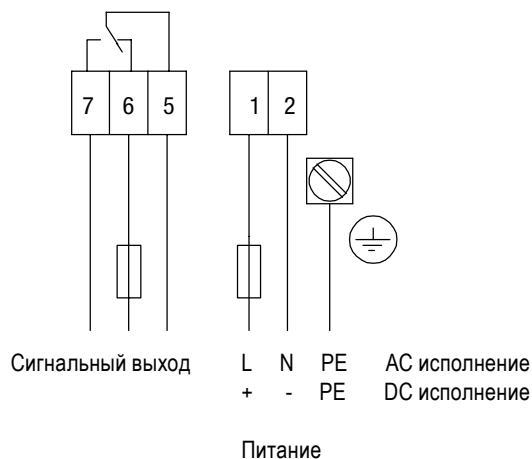 7 6 5 1 2
Сигнальный выход L N PE AC исполнение
+ - PE DC исполнение
Питание